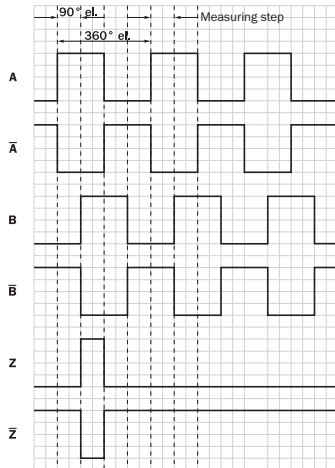 90° el.
Measuring step
360° el.
A
A̅
B
B̅
Z
Z̅